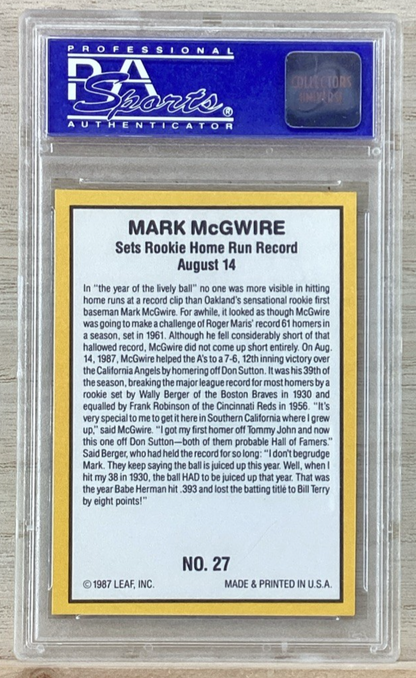 PROFESSIONAL
PSA
Sports®
AUTHENTICATOR
COLLECTORS
UNIVERSE
MARK McGWIRE
Sets Rookie Home Run Record
August 14
In "the year of the lively ball" no one was more visible in hitting
home runs at a record clip than Oakland's sensational rookie first
baseman Mark McGwire. For awhile, it looked as though McGwire
was going to make a challenge of Roger Maris' record 61 homers in
a season, set in 1961. Although he fell considerably short of that
hallowed record, McGwire did not come up short entirely. On Aug.
14, 1987, McGwire helped the A's to a 7-6, 12th inning victory over
the California Angels by homering off Don Sutton. It was his 39th of
the season, breaking the major league record for most homers by a
rookie set by Wally Berger of the Boston Braves in 1930 and
equalled by Frank Robinson of the Cincinnati Reds in 1956. "It's
very special to me to get it here in Southern California where I grew
up," said McGwire. "I got my first homer off Tommy John and now
this one off Don Sutton—both of them probable Hall of Famers."
Said Berger, who had held the record for so long: "I don't begrudge
Mark. They keep saying the ball is juiced up this year. Well, when I
hit my 38 in 1930, the ball HAD to be juiced up that year. That was
the year Babe Herman hit .393 and lost the batting title to Bill Terry
by eight points!"
NO. 27
© 1987 LEAF, INC. MADE & PRINTED IN U.S.A.